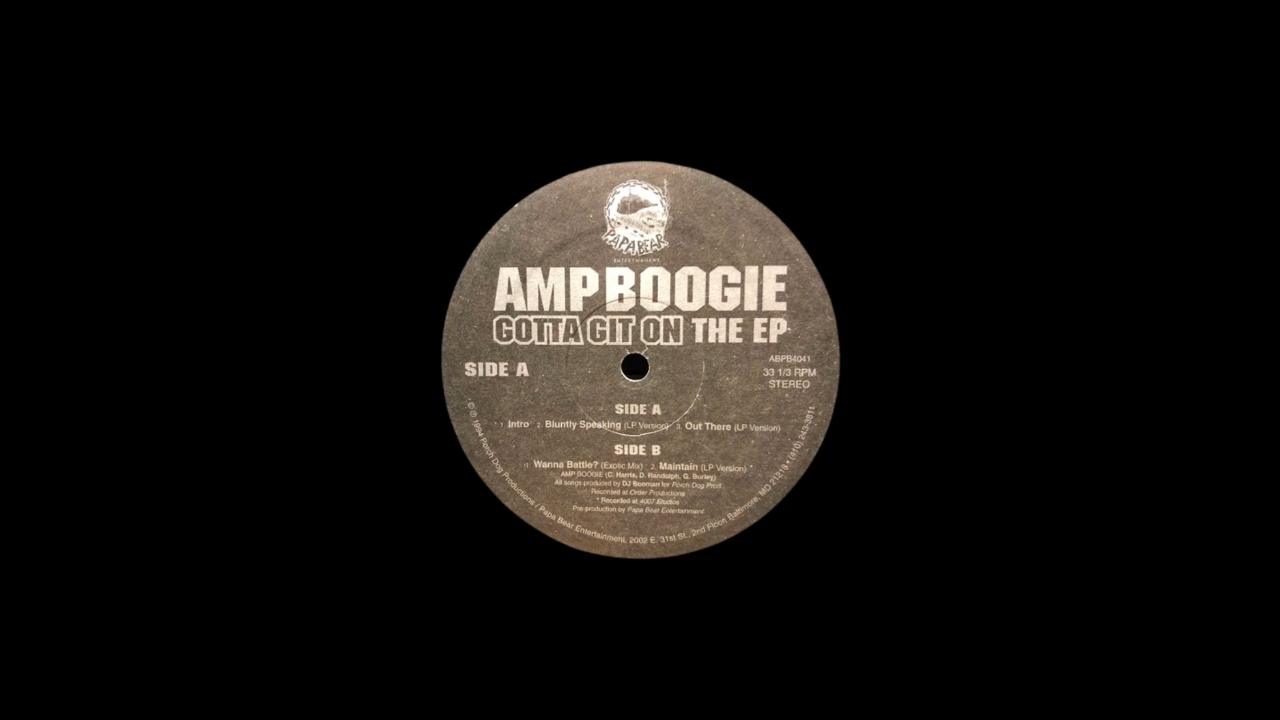 PAPA BEAR
ENTERTAINMENT
AMP BOOGIE
GOTTA GIT ON THE EP
ABPB4041
SIDE A
33 1/3 RPM
STEREO
SIDE A
1. Intro 2. Bluntly Speaking (LP Version) 3. Out There (LP Version)
SIDE B
1. Wanna Battle? (Exotic Mix) 2. Maintain (LP Version) *
AMP BOOGIE (C. Harris, D. Randolph, G. Burley)
All songs produced by DJ Booman for Porch Dog Prod.
Recorded at Order Productions
* Recorded at 4007 Studios
Pre-production by Papa Bear Entertainment
© ℗ 1994 Porch Dog Productions / Papa Bear Entertainment, 2002 E. 31st St., 2nd Floor, Baltimore, MD 21218 • (410) 243-3811